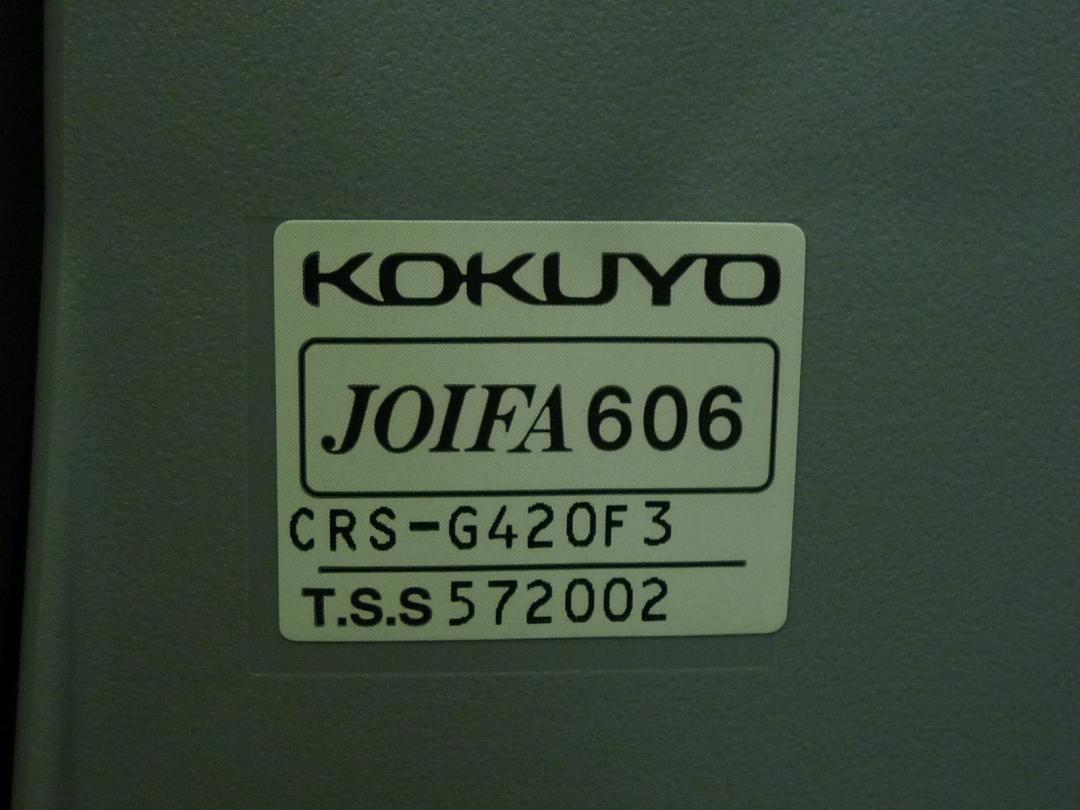 KOKUYO
JOIFA 606
CRS-G420F3
T.S.S 572002